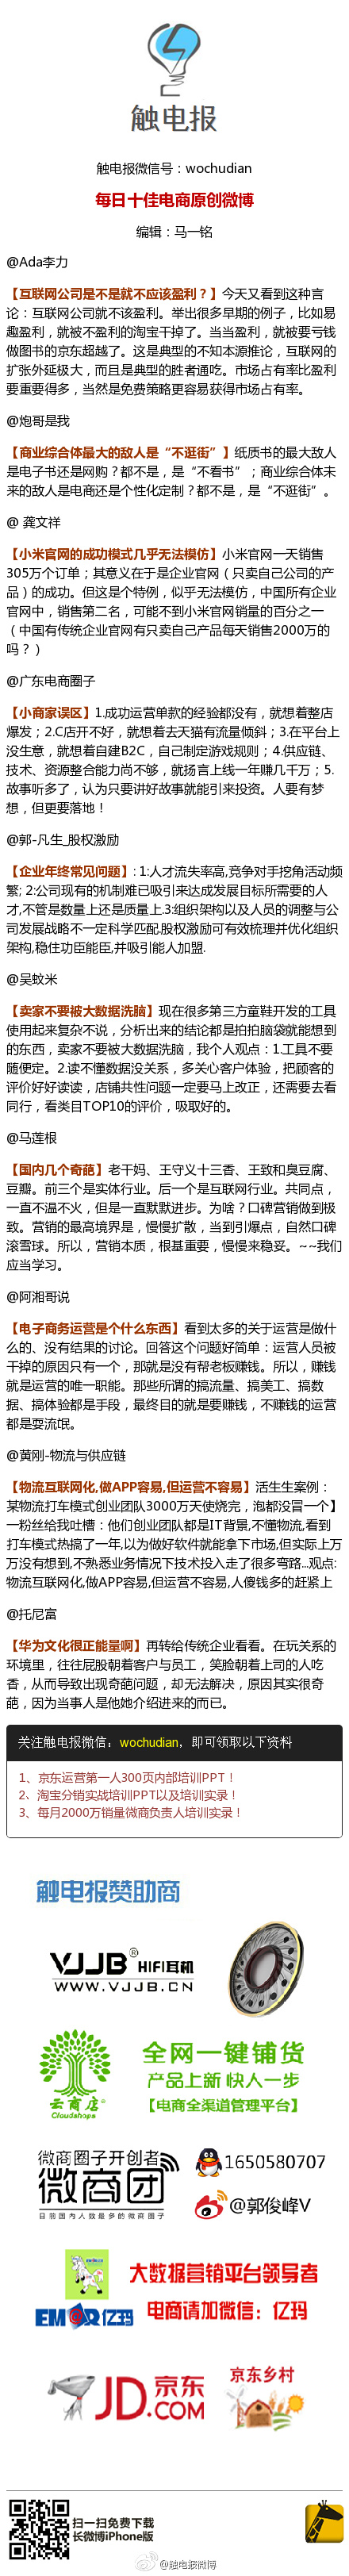 触电报
触电报微信号：wochudian
每日十佳电商原创微博
编辑：马一铭
@Ada李力
【互联网公司是不是就不应该盈利？】今天又看到这种言
论：互联网公司就不该盈利。举出很多早期的例子，比如易
趣盈利，就被不盈利的淘宝干掉了。当当盈利，就被要亏钱
做图书的京东超越了。这是典型的不知本源推论，互联网的
扩张外延极大，而且是典型的胜者通吃。市场占有率比盈利
要重要得多，当然是免费策略更容易获得市场占有率。
@炮哥是我
【商业综合体最大的敌人是“不逛街”】纸质书的最大敌人
是电子书还是网购？都不是，是“不看书”；商业综合体未
来的敌人是电商还是个性化定制？都不是，是“不逛街”。
@ 龚文祥
【小米官网的成功模式几乎无法模仿】小米官网一天销售
305万个订单；其意义在于是企业官网（只卖自己公司的产
品）的成功。但这是个特例，似乎无法模仿，中国所有企业
官网中，销售第二名，可能不到小米官网销量的百分之一
（中国有传统企业官网有只卖自己产品每天销售2000万的
吗？）
@广东电商圈子
【小商家误区】1.成功运营单款的经验都没有，就想着整店
爆发；2.C店开不好，就想着去天猫有流量倾斜；3.在平台上
没生意，就想着自建B2C，自己制定游戏规则；4.供应链、
技术、资源整合能力尚不够，就扬言上线一年赚几千万；5.
故事听多了，认为只要讲好故事就能引来投资。人要有梦
想，但更要落地！
@郭-凡生_股权激励
【企业年终常见问题】: 1:人才流失率高,竞争对手挖角活动频
繁; 2:公司现有的机制难已吸引来达成发展目标所需要的人
才,不管是数量上还是质量上.3:组织架构以及人员的调整与公
司发展战略不一定科学匹配.股权激励可有效梳理并优化组织
架构,稳住功臣能臣,并吸引能人加盟.
@吴蚊米
【卖家不要被大数据洗脑】现在很多第三方童鞋开发的工具
使用起来复杂不说，分析出来的结论都是拍拍脑袋就能想到
的东西，卖家不要被大数据洗脑，我个人观点：1.工具不要
随便定。2.读不懂数据没关系，多关心客户体验，把顾客的
评价好好读读，店铺共性问题一定要马上改正，还需要去看
同行，看类目TOP10的评价，吸取好的。
@马莲根
【国内几个奇葩】老干妈、王守义十三香、王致和臭豆腐、
豆瓣。前三个是实体行业。后一个是互联网行业。共同点，
一直不温不火，但是一直默默进步。为啥？口碑营销做到极
致。营销的最高境界是，慢慢扩散，当到引爆点，自然口碑
滚雪球。所以，营销本质，根基重要，慢慢来稳妥。~~我们
应当学习。
@阿湘哥说
【电子商务运营是个什么东西】看到太多的关于运营是做什
么的、没有结果的讨论。回答这个问题好简单：运营人员被
干掉的原因只有一个，那就是没有帮老板赚钱。所以，赚钱
就是运营的唯一职能。那些所谓的搞流量、搞美工、搞数
据、搞体验都是手段，最终目的就是要赚钱，不赚钱的运营
都是耍流氓。
@黄刚-物流与供应链
【物流互联网化,做APP容易,但运营不容易】活生生案例：
某物流打车模式创业团队3000万天使烧完，泡都没冒一个】
一粉丝给我吐槽：他们创业团队都是IT背景,不懂物流,看到
打车模式热搞了一年,以为做好软件就能拿下市场,但实际上万
万没有想到,不熟悉业务情况下技术投入走了很多弯路...观点:
物流互联网化,做APP容易,但运营不容易,人傻钱多的赶紧上
@托尼富
【华为文化很正能量啊】再转给传统企业看看。在玩关系的
环境里，往往屁股朝着客户与员工，笑脸朝着上司的人吃
香，从而导致出现奇葩问题，却无法解决，原因其实很奇
葩，因为当事人是他她介绍进来的而已。
关注触电报微信：wochudian，即可领取以下资料
1、京东运营第一人300页内部培训PPT！
2、淘宝分销实战培训PPT以及培训实录！
3、每月2000万销量微商负责人培训实录！
触电报赞助商
VJJB® HIFI耳机
WWW.VJJB.CN
全网一键铺货
产品上新 快人一步
云商店
Cloudshops
【电商全渠道管理平台】
微商圈子开创者
微商团
目前国内人数最多的微商圈子
1650580707
@郭俊峰V
大数据营销平台领导者
EMAR亿玛
电商请加微信：亿玛
JD.京东
.COM
京东乡村
扫一扫免费下载
长微博iPhone版
@触电报微博